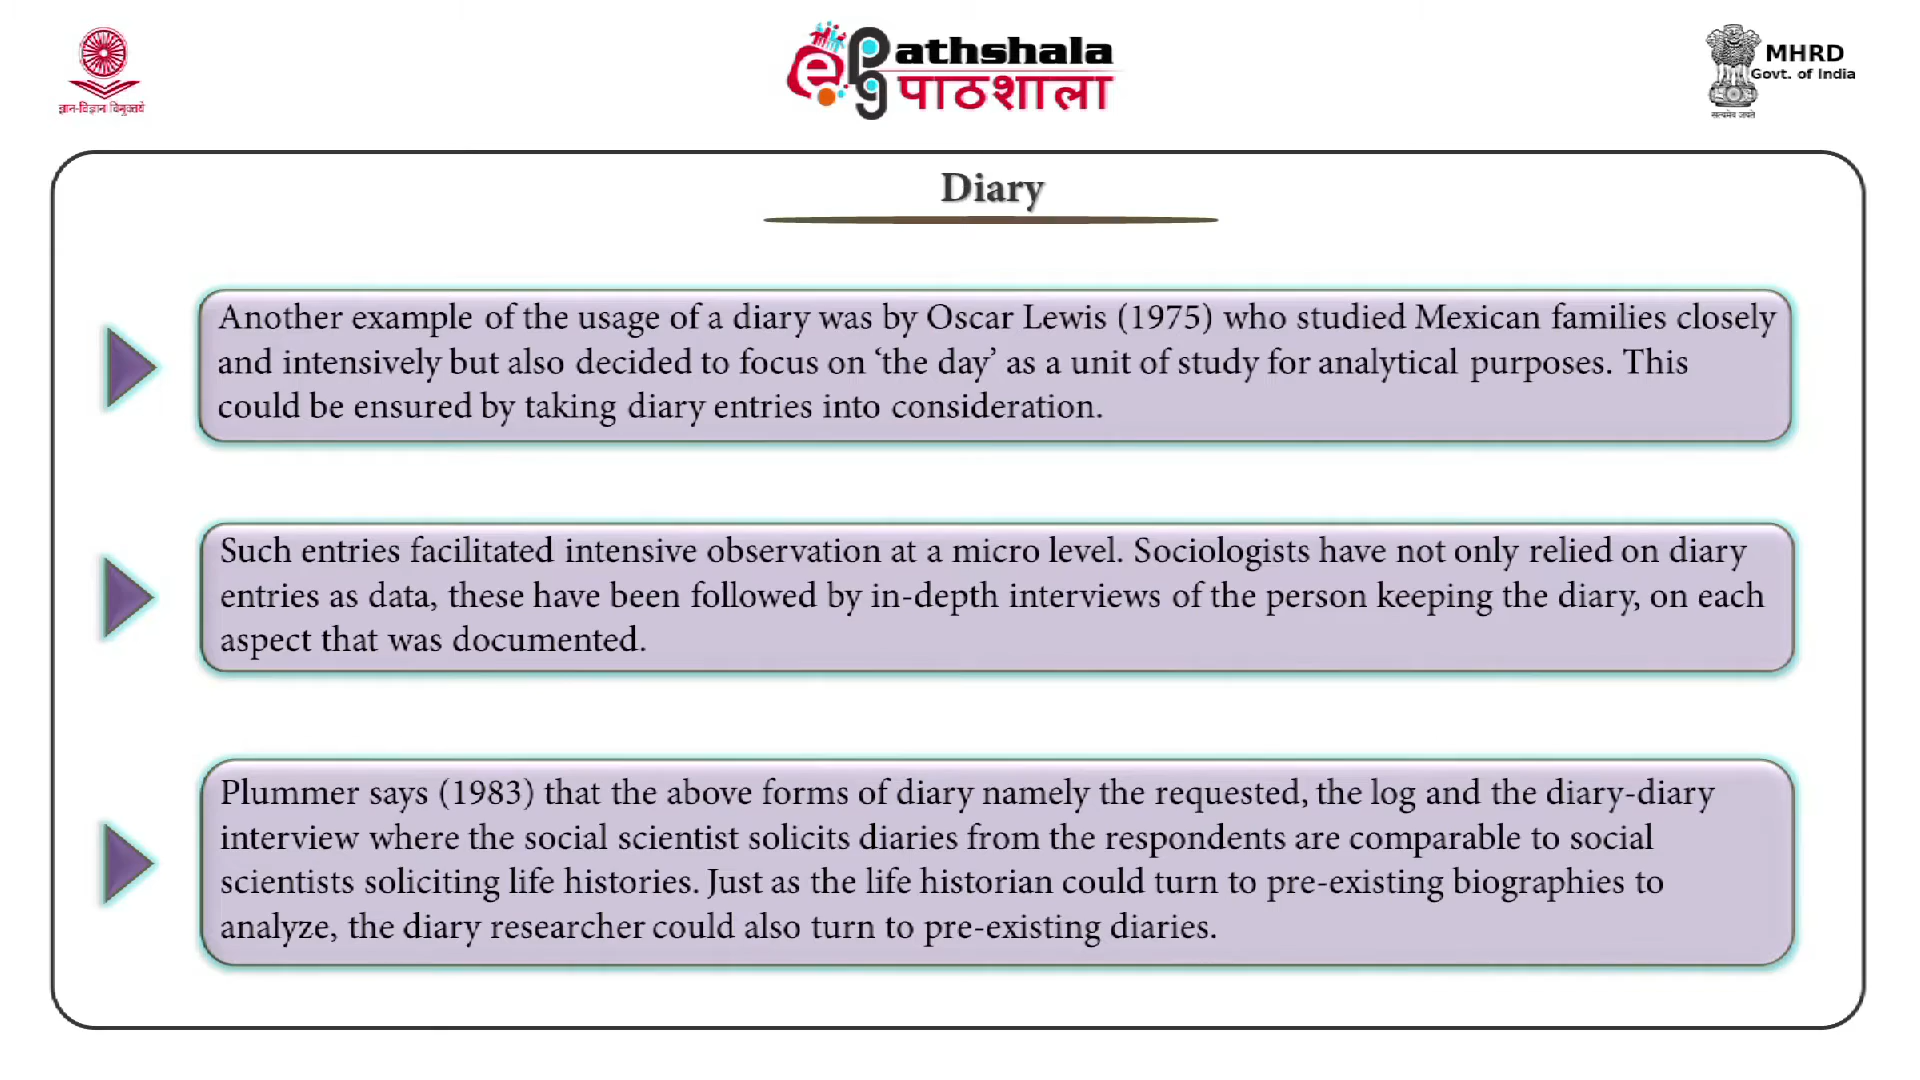 ज्ञान-विज्ञान विमुक्तये
e PG athshala
पाठशाला
MHRD
Govt. of India
सत्यमेव जयते
Diary
Another example of the usage of a diary was by Oscar Lewis (1975) who studied Mexican families closely
and intensively but also decided to focus on ‘the day’ as a unit of study for analytical purposes. This
could be ensured by taking diary entries into consideration.
Such entries facilitated intensive observation at a micro level. Sociologists have not only relied on diary
entries as data, these have been followed by in-depth interviews of the person keeping the diary, on each
aspect that was documented.
Plummer says (1983) that the above forms of diary namely the requested, the log and the diary-diary
interview where the social scientist solicits diaries from the respondents are comparable to social
scientists soliciting life histories. Just as the life historian could turn to pre-existing biographies to
analyze, the diary researcher could also turn to pre-existing diaries.